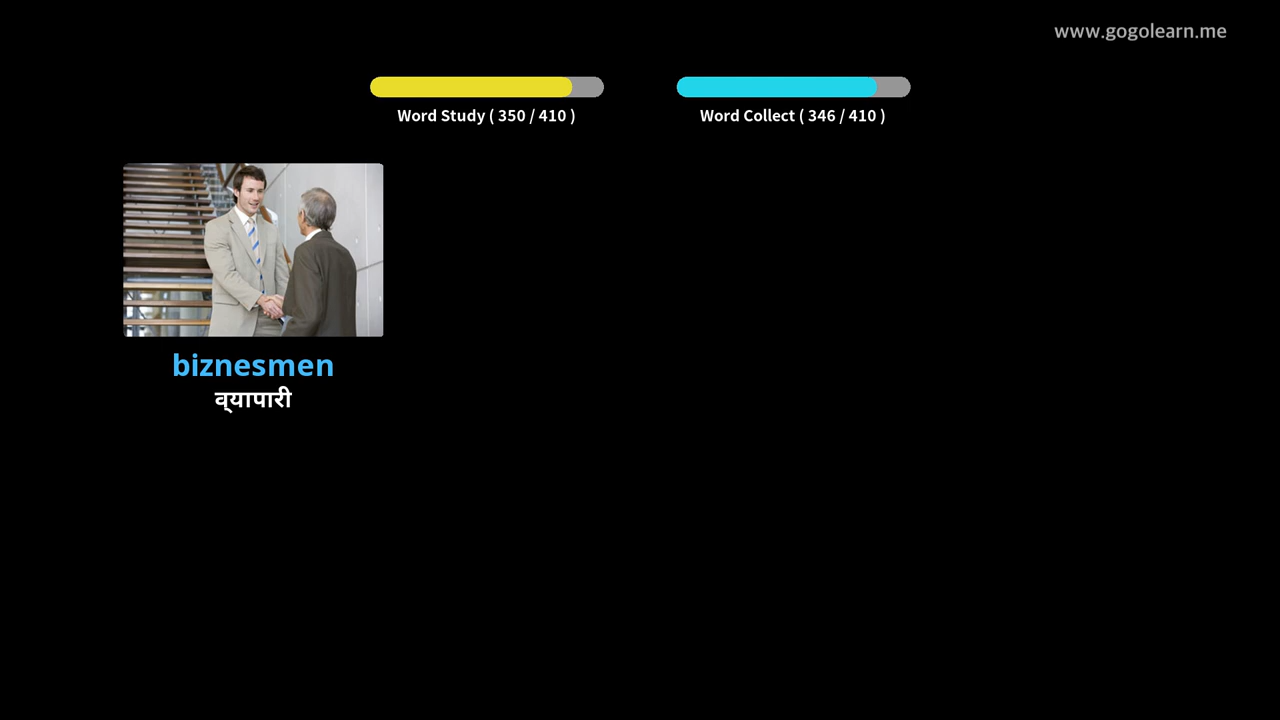 www.gogolearn.me
Word Study ( 350 / 410 )
Word Collect ( 346 / 410 )
biznesmen
व्यापारी